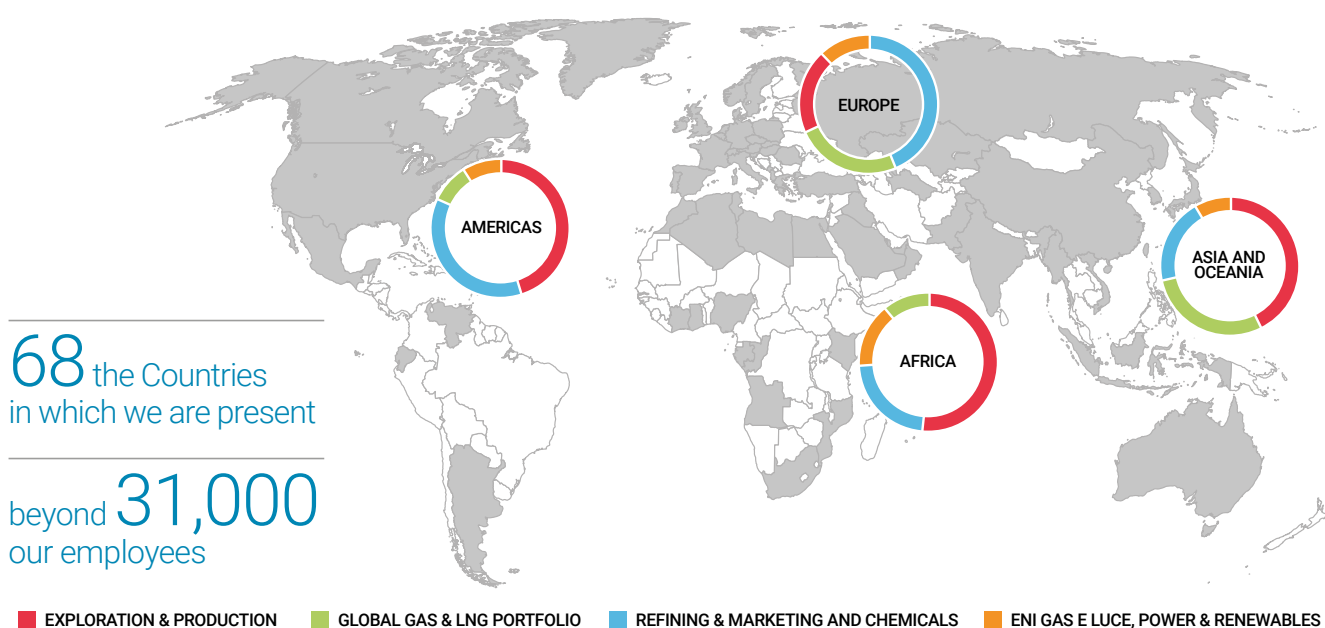 EUROPE
AMERICAS
ASIA AND
OCEANIA
AFRICA
68 the Countries
in which we are present
beyond 31,000
our employees
EXPLORATION & PRODUCTION
GLOBAL GAS & LNG PORTFOLIO
REFINING & MARKETING AND CHEMICALS
ENI GAS E LUCE, POWER & RENEWABLES